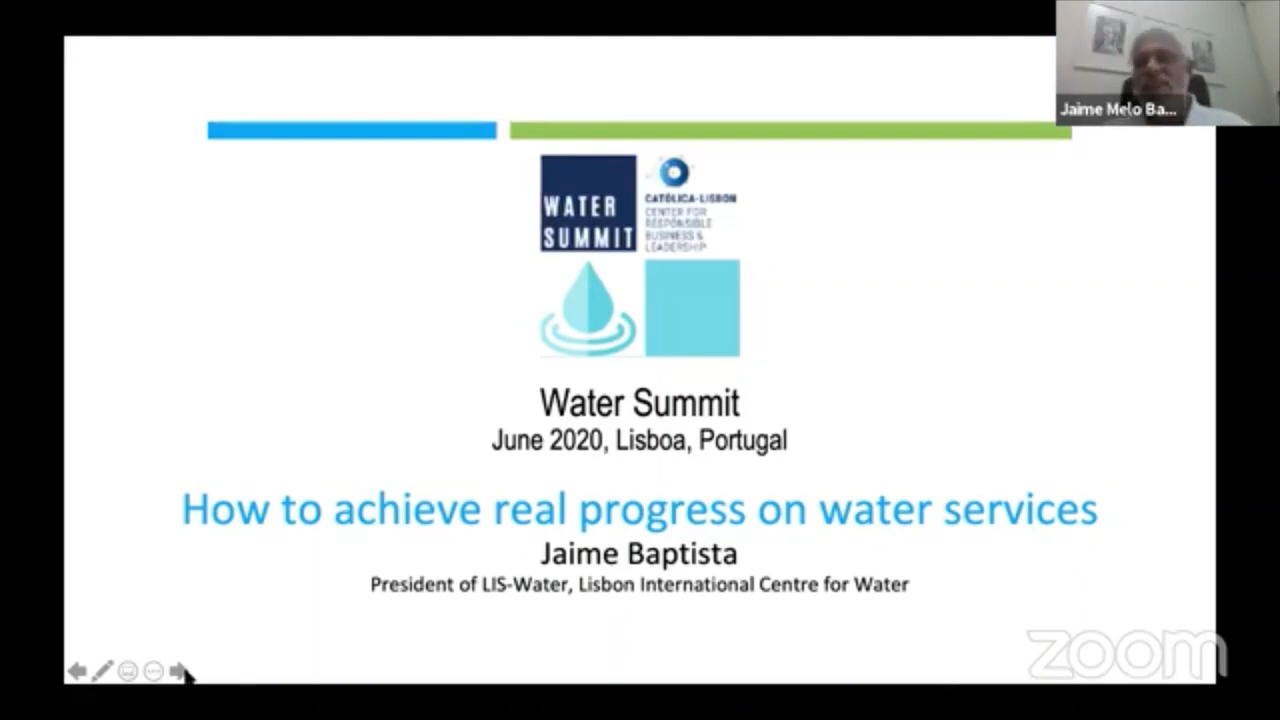 Jaime Melo Ba...
WATER
SUMMIT
CATÓLICA-LISBON
CENTER FOR
RESPONSIBLE
BUSINESS &
LEADERSHIP
Water Summit
June 2020, Lisboa, Portugal
How to achieve real progress on water services
Jaime Baptista
President of LIS-Water, Lisbon International Centre for Water
zoom